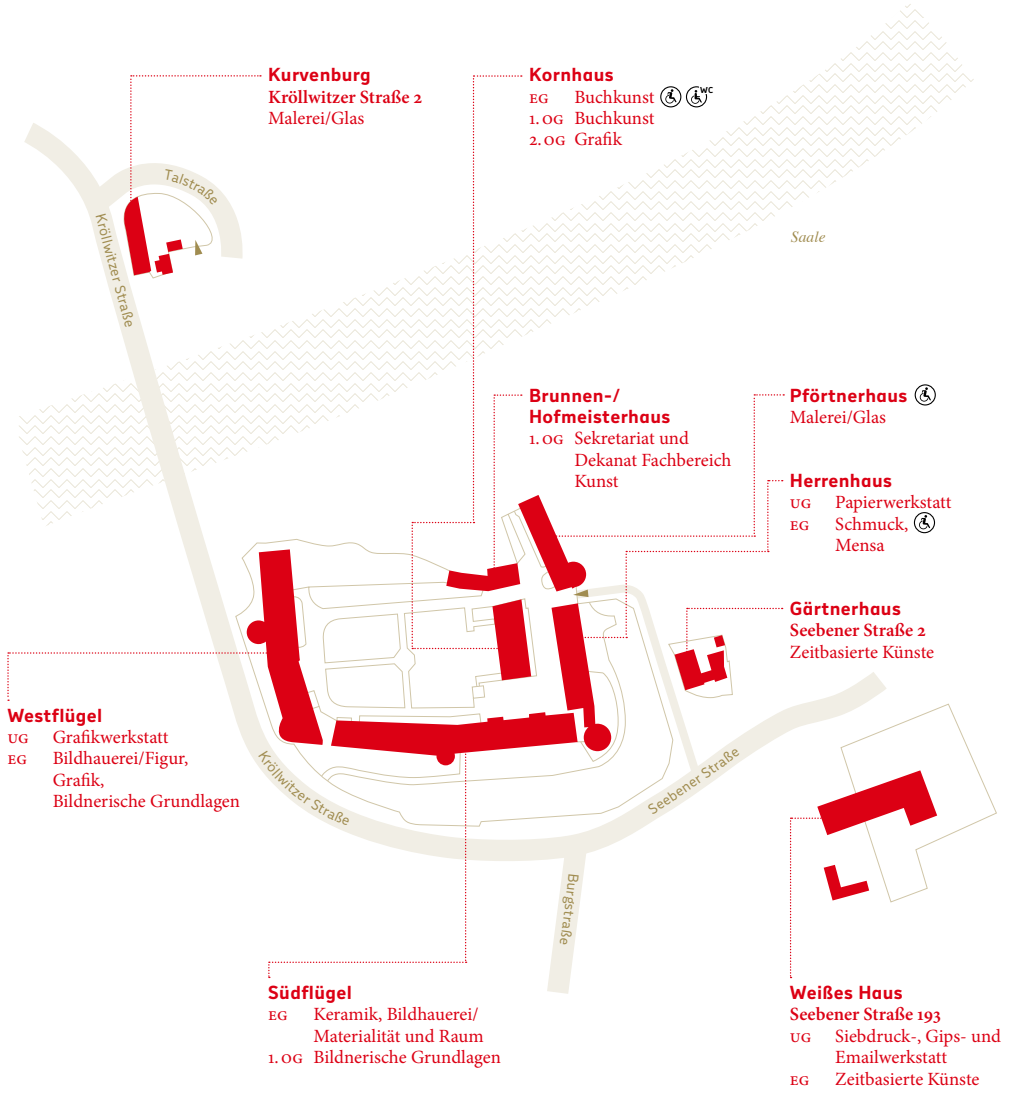 Kurvenburg
Kröllwitzer Straße 2
Malerei/Glas
Kornhaus
EG Buchkunst WC
1. OG Buchkunst
2. OG Grafik
Talstraße
Kröllwitzer Straße
Saale
Brunnen-/
Hofmeisterhaus
1. OG Sekretariat und
Dekanat Fachbereich
Kunst
Pförtnerhaus
Malerei/Glas
Herrenhaus
UG Papierwerkstatt
EG Schmuck,
Mensa
Gärtnerhaus
Seebener Straße 2
Zeitbasierte Künste
Westflügel
UG Grafikwerkstatt
EG Bildhauerei/Figur,
Grafik,
Bildnerische Grundlagen
Kröllwitzer Straße
Seebener Straße
Burgstraße
Südflügel
EG Keramik, Bildhauerei/
Materialität und Raum
1. OG Bildnerische Grundlagen
Weißes Haus
Seebener Straße 193
UG Siebdruck-, Gips- und
Emailwerkstatt
EG Zeitbasierte Künste